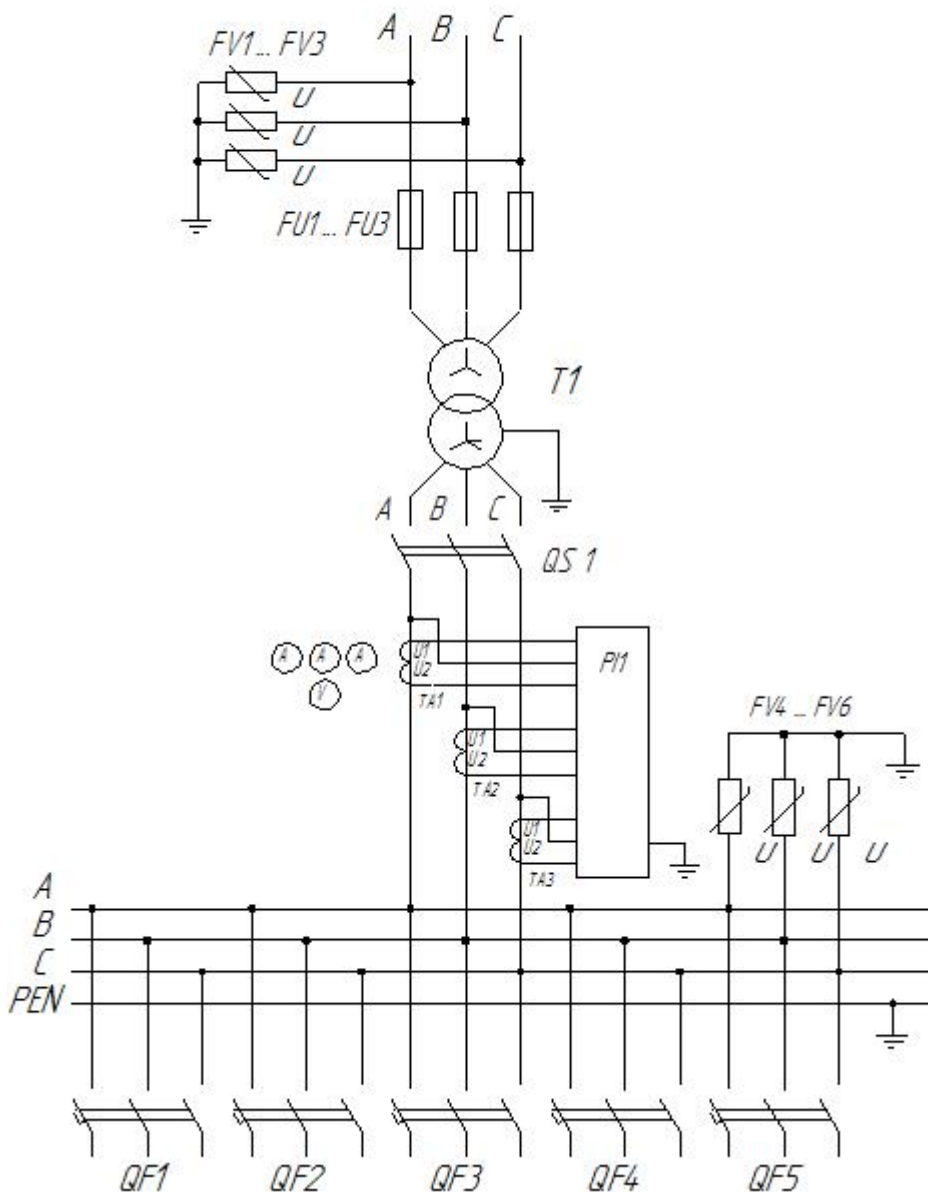 A B C
FV1... FV3
U
U
U
FU1... FU3
T1
A B C
QS 1
A A A
V
U1
U2
TA1
PI1
U1
U2
TA2
FV4 ... FV6
U1
U2
TA3
U U U
A
B
C
PEN
QF1 QF2 QF3 QF4 QF5